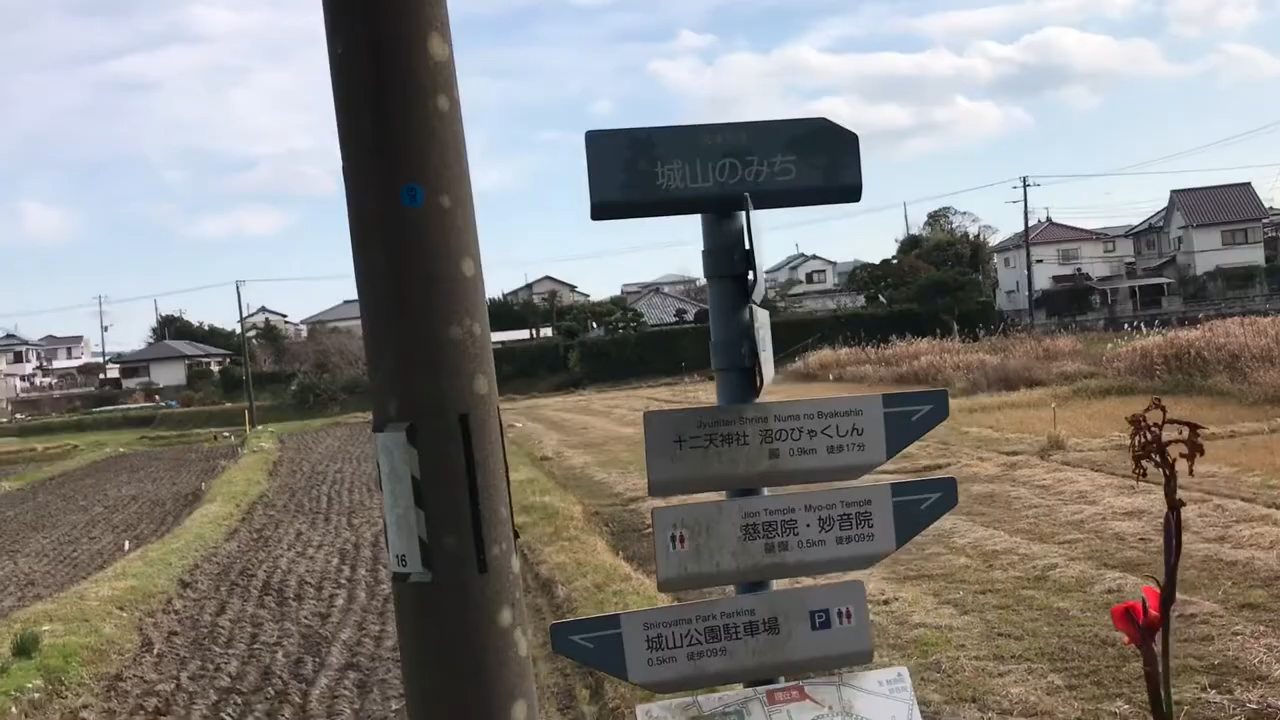 城山のみち
Jyuniten Shrine Numa no Byakushin
十二天神社 沼のびゃくしん
0.9km 徒歩17分
Jion Temple・Myo-on Temple
慈恩院・妙音院
0.5km 徒歩09分
Shiroyama Park Parking
城山公園駐車場
P
0.5km 徒歩09分
現在地
16